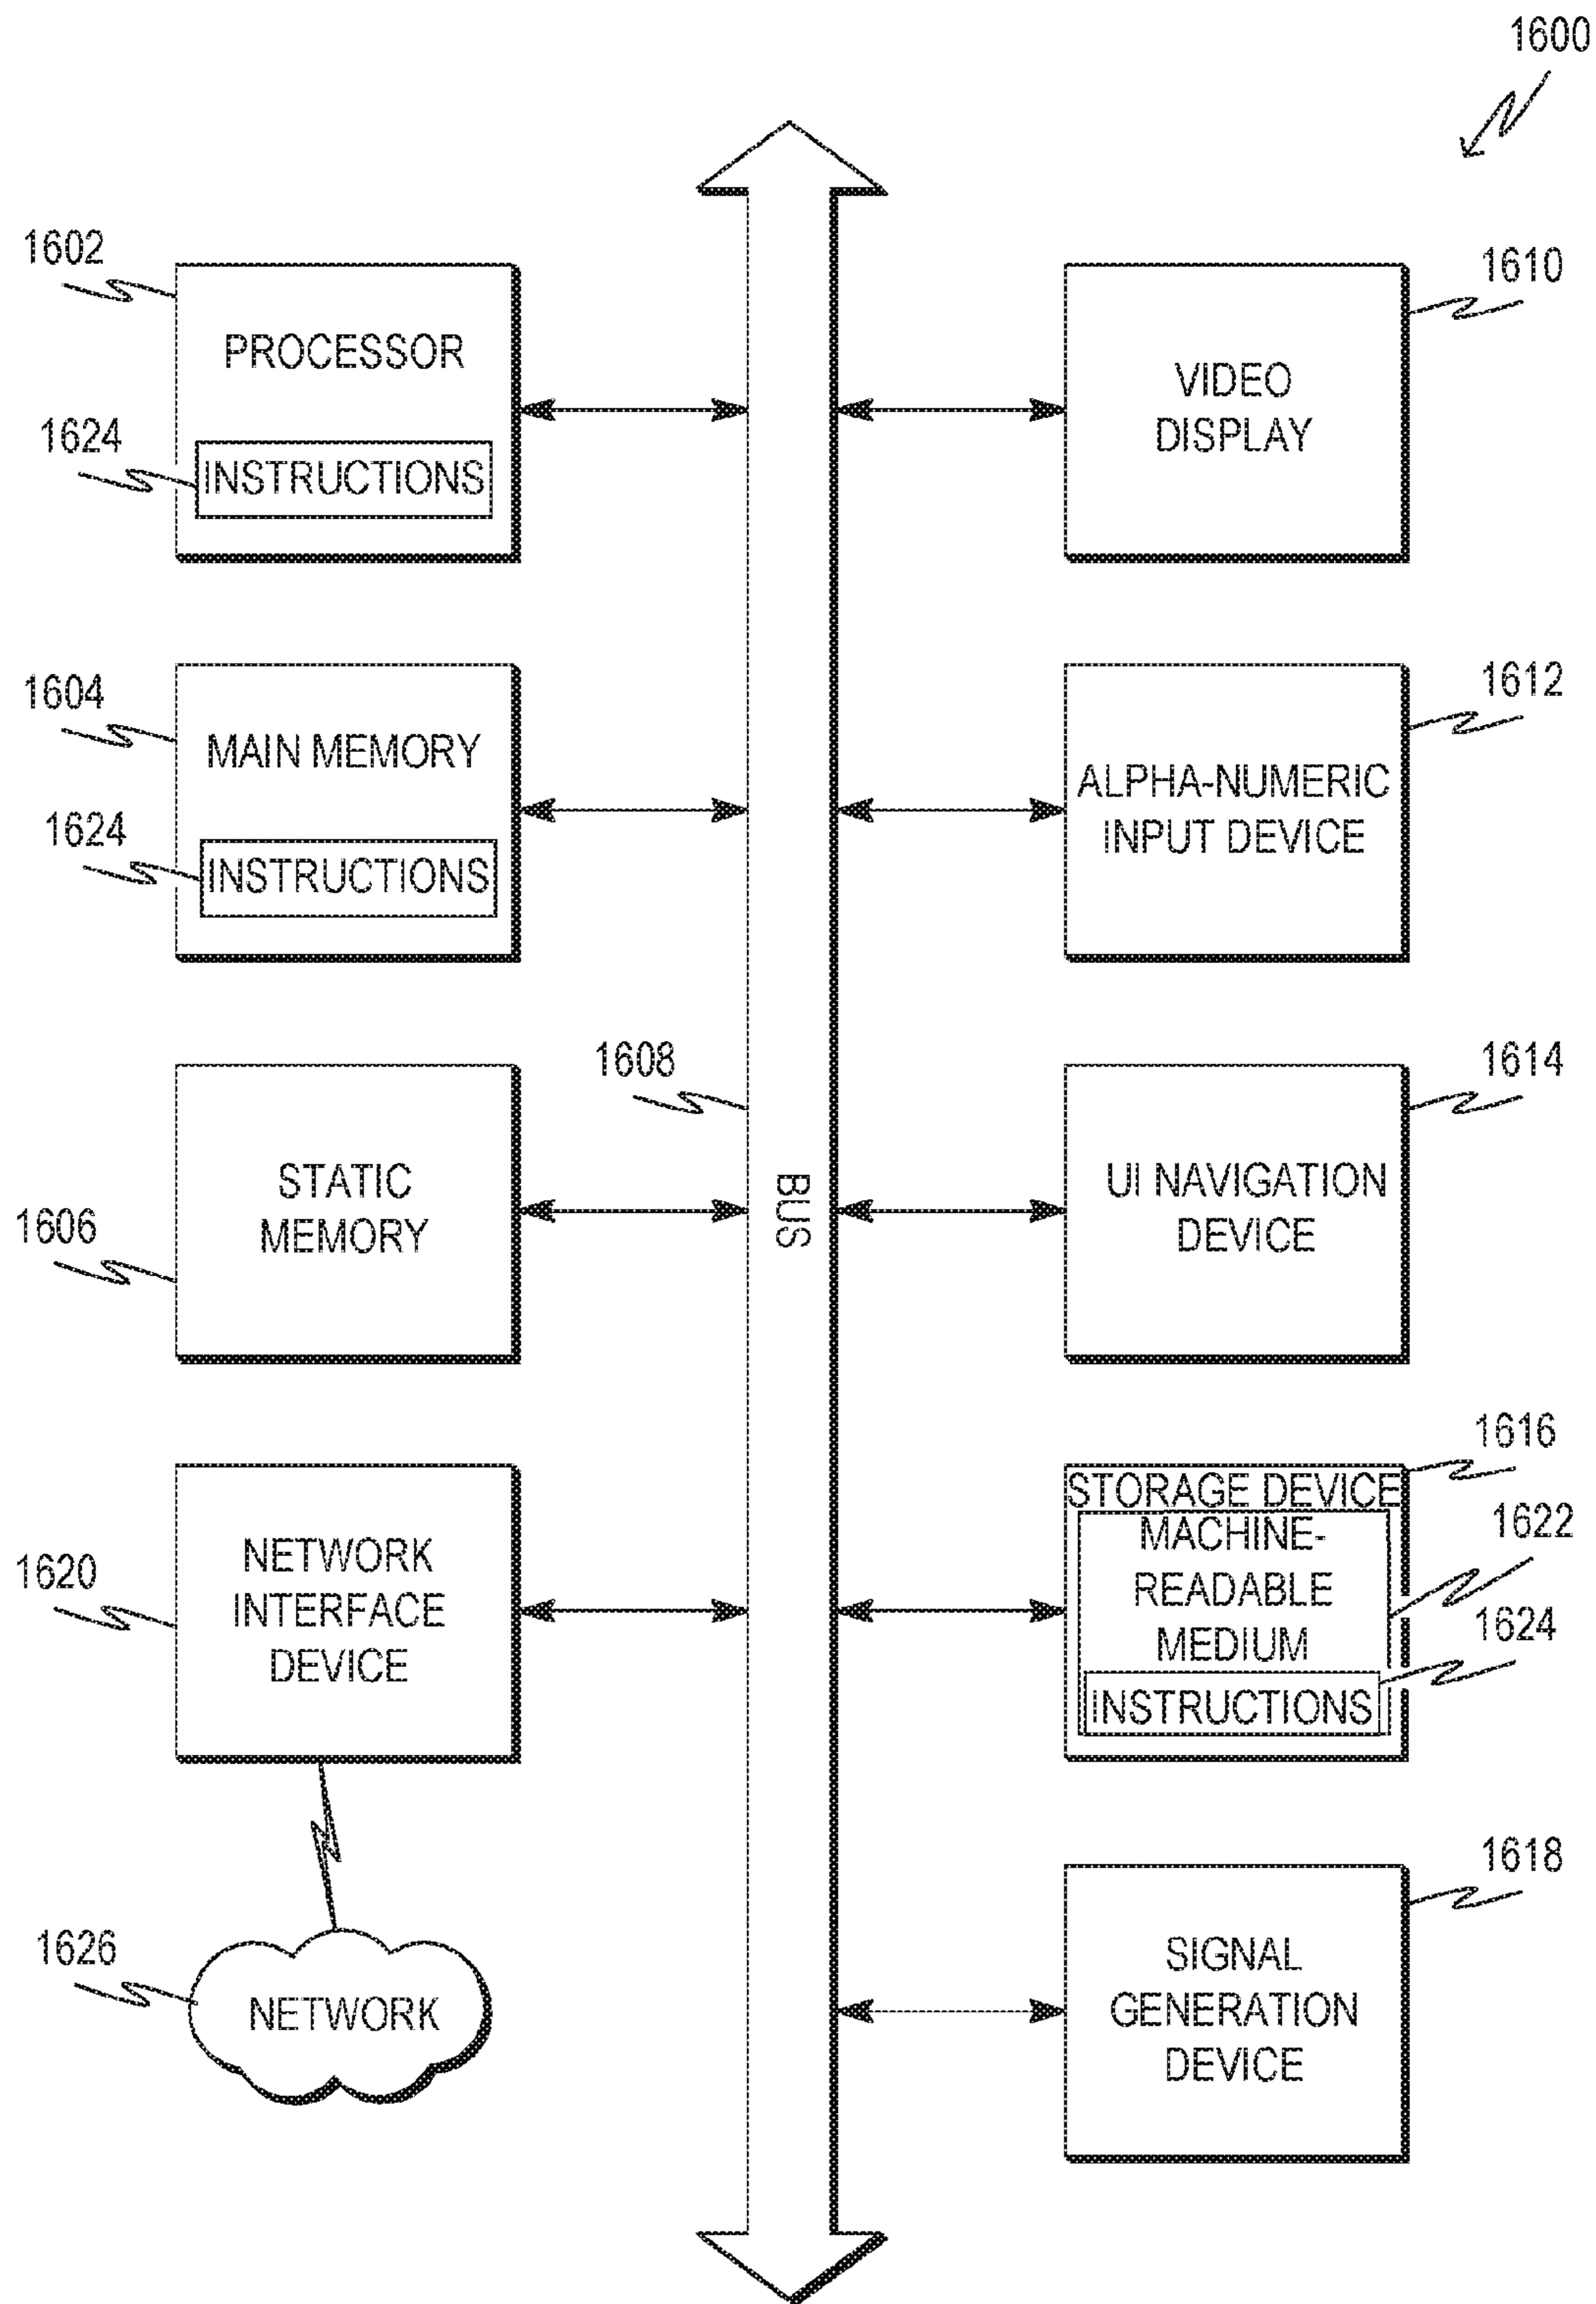 1600
1602
PROCESSOR
1624
INSTRUCTIONS
1610
VIDEO
DISPLAY
1604
MAIN MEMORY
1624
INSTRUCTIONS
1612
ALPHA-NUMERIC
INPUT DEVICE
1606
STATIC
MEMORY
1608
BUS
1614
UI NAVIGATION
DEVICE
1620
NETWORK
INTERFACE
DEVICE
1616
STORAGE DEVICE
1622
MACHINE-
READABLE
MEDIUM
1624
INSTRUCTIONS
1626
NETWORK
1618
SIGNAL
GENERATION
DEVICE